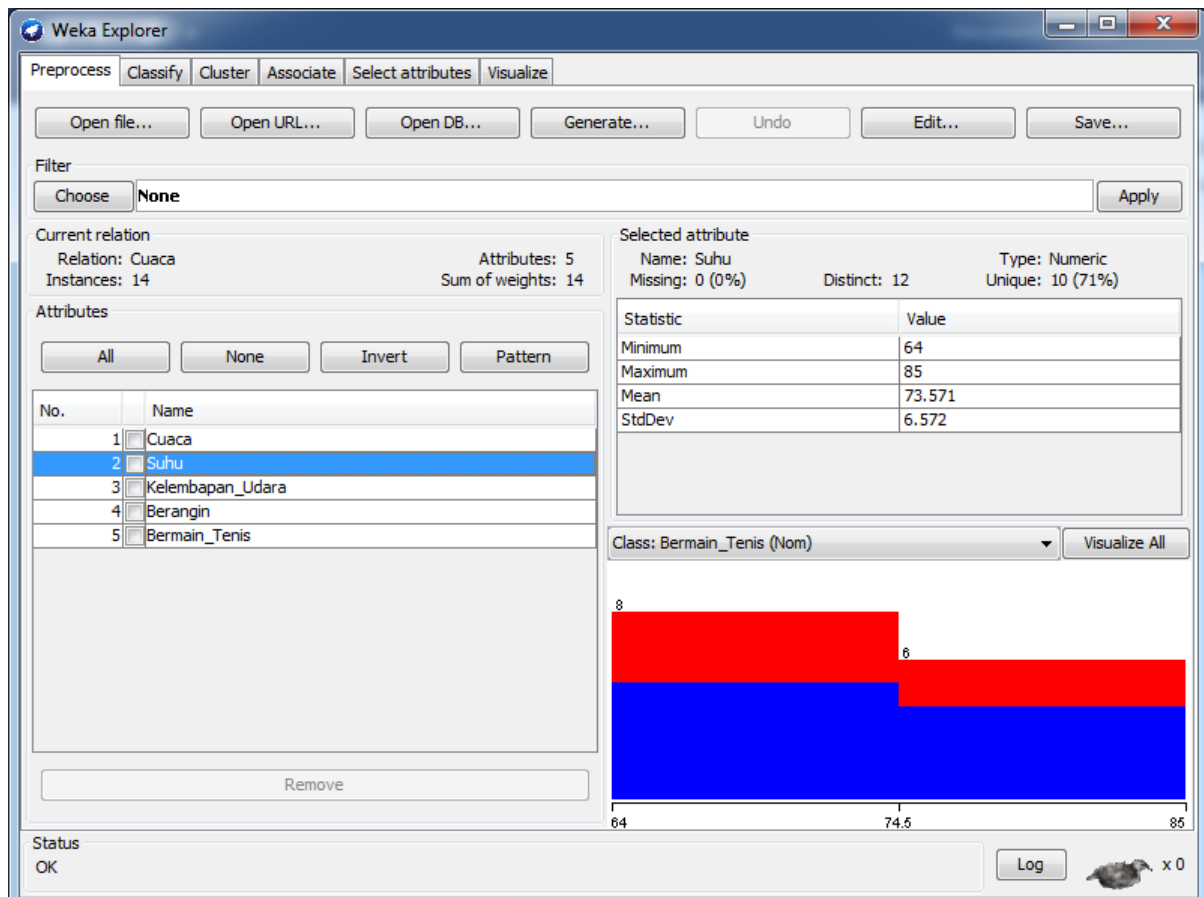 Weka Explorer
Preprocess Classify Cluster Associate Select attributes Visualize
Open file... Open URL... Open DB... Generate... Undo Edit... Save...
Filter
Choose None Apply
Current relation
Relation: Cuaca Attributes: 5
Instances: 14 Sum of weights: 14
Attributes
All None Invert Pattern
No. Name
1 Cuaca
2 Suhu
3 Kelembapan_Udara
4 Berangin
5 Bermain_Tenis
Remove
Selected attribute
Name: Suhu Type: Numeric
Missing: 0 (0%) Distinct: 12 Unique: 10 (71%)
Statistic Value
Minimum 64
Maximum 85
Mean 73.571
StdDev 6.572
Class: Bermain_Tenis (Nom) Visualize All
8
6
64 74.5 85
Status
OK Log x 0